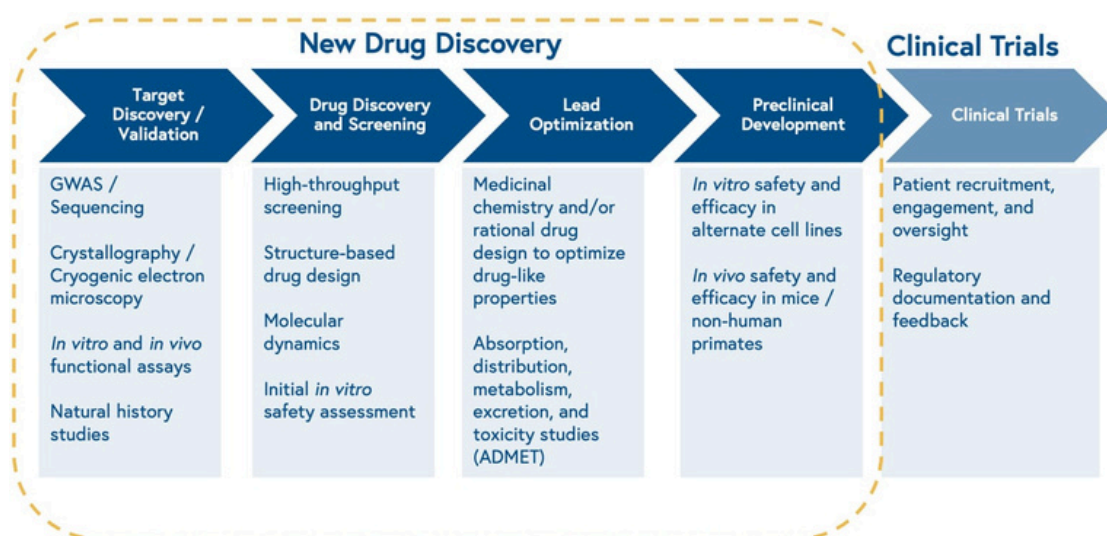 New Drug Discovery
Clinical Trials
Target
Discovery /
Validation
Drug Discovery
and Screening
Lead
Optimization
Preclinical
Development
Clinical Trials
GWAS /
Sequencing
Crystallography /
Cryogenic electron
microscopy
In vitro and in vivo
functional assays
Natural history
studies
High-throughput
screening
Structure-based
drug design
Molecular
dynamics
Initial in vitro
safety assessment
Medicinal
chemistry and/or
rational drug
design to optimize
drug-like
properties
Absorption,
distribution,
metabolism,
excretion, and
toxicity studies
(ADMET)
In vitro safety and
efficacy in
alternate cell lines
In vivo safety and
efficacy in mice /
non-human
primates
Patient recruitment,
engagement, and
oversight
Regulatory
documentation and
feedback